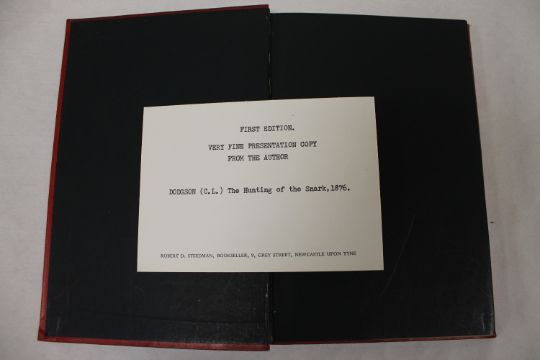 FIRST EDITION.
VERY FINE PRESENTATION COPY
FROM THE AUTHOR
DODGSON (C.L.) The Hunting of the Snark,1876.
ROBERT D. STEEDMAN, BOOKSELLER, 9, GREY STREET, NEWCASTLE UPON TYNE